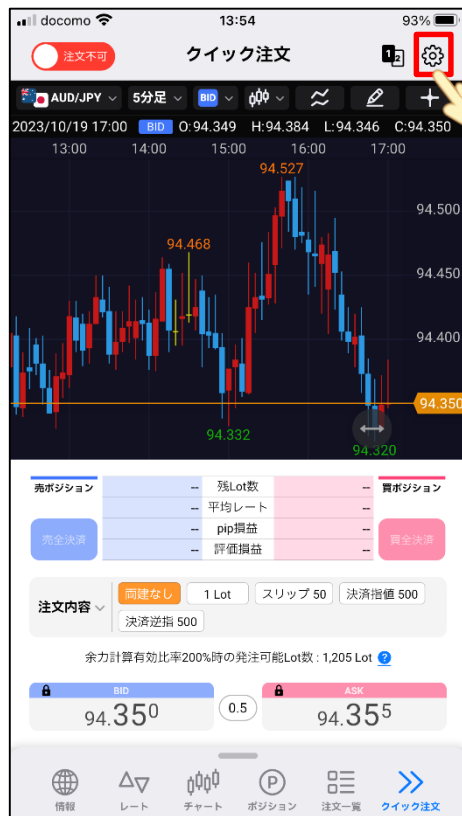 docomo 13:54 93%
注文不可 クイック注文 1 2
AUD/JPY 5分足 BID
2023/10/19 17:00 BID O:94.349 H:94.384 L:94.346 C:94.350
13:00 14:00 15:00 16:00 17:00
94.527
94.500
94.468
94.450
94.400
94.350
94.332
94.320
売ポジション -- 残Lot数 -- 買ポジション
-- 平均レート --
売全決済 -- pip損益 -- 買全決済
-- 評価損益 --
注文内容 両建なし 1 Lot スリップ 50 決済指値 500
決済逆指 500
余力計算有効比率200%時の発注可能Lot数 : 1,205 Lot ?
BID ASK
94.350 0.5 94.355
P
情報 レート チャート ポジション 注文一覧 クイック注文